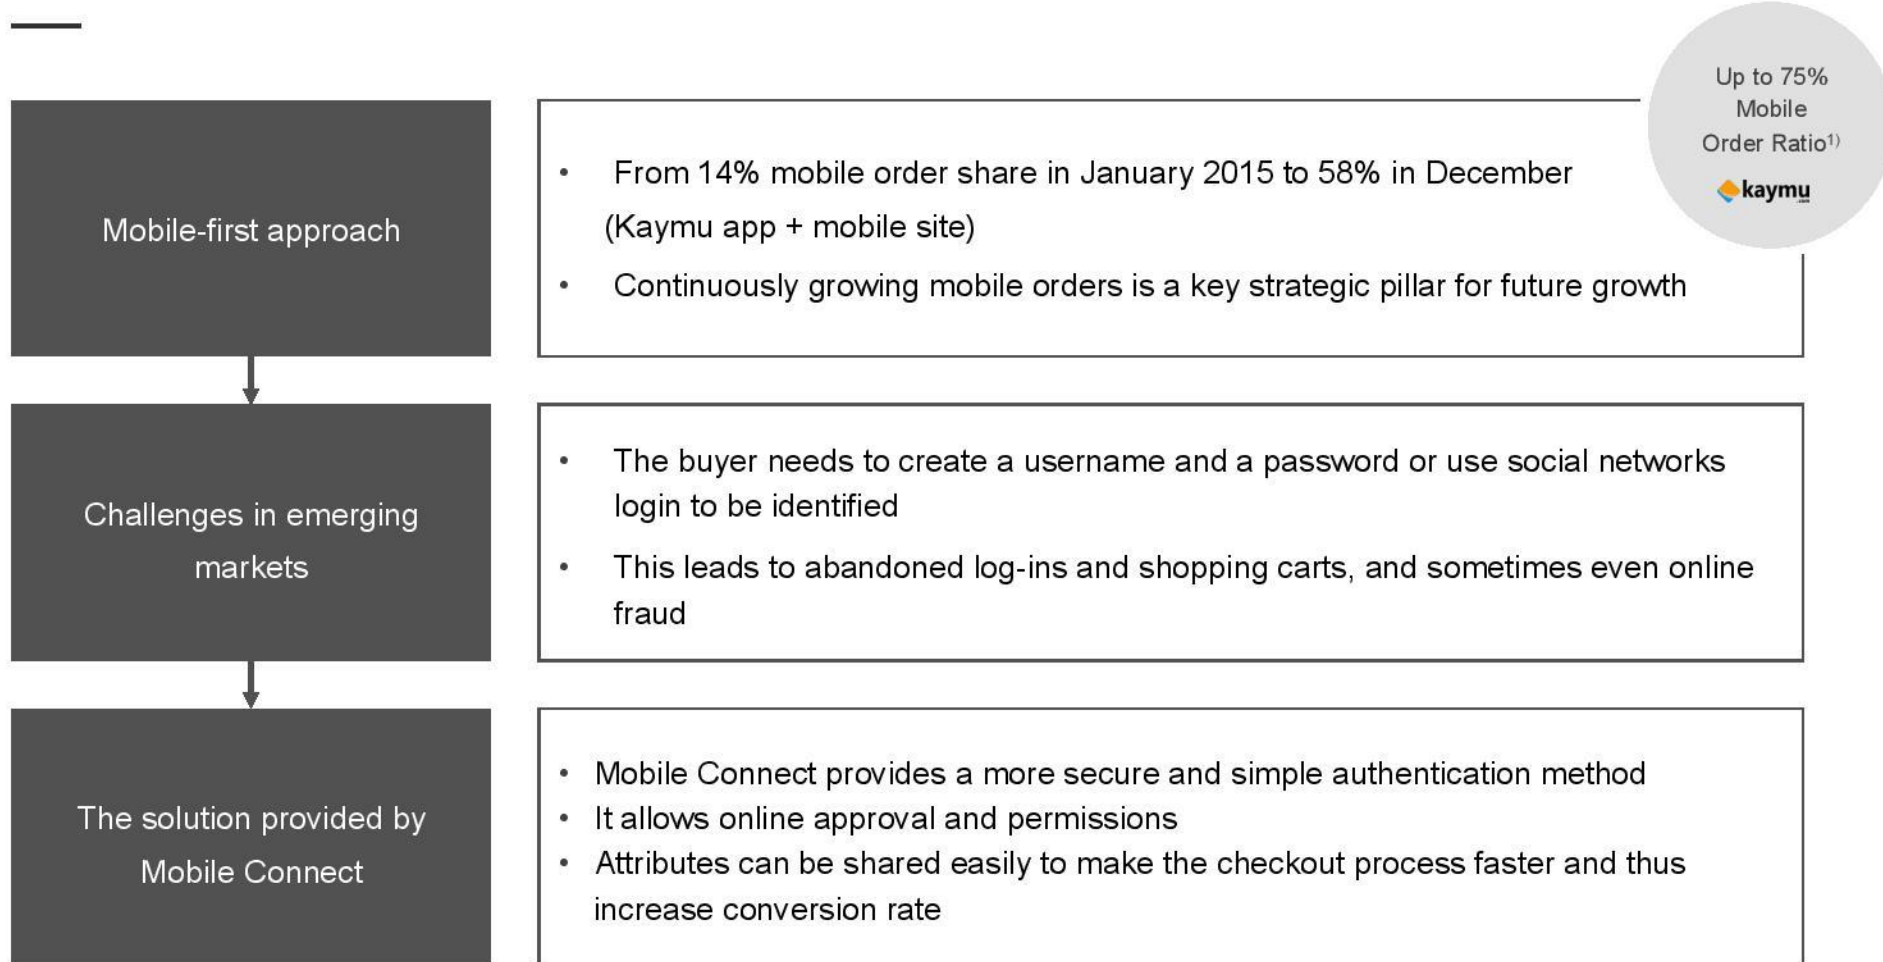 Up to 75%
Mobile
Order Ratio1)
kaymu
.com
Mobile-first approach
• From 14% mobile order share in January 2015 to 58% in December
(Kaymu app + mobile site)
• Continuously growing mobile orders is a key strategic pillar for future growth
Challenges in emerging
markets
• The buyer needs to create a username and a password or use social networks
login to be identified
• This leads to abandoned log-ins and shopping carts, and sometimes even online
fraud
The solution provided by
Mobile Connect
• Mobile Connect provides a more secure and simple authentication method
• It allows online approval and permissions
• Attributes can be shared easily to make the checkout process faster and thus
increase conversion rate